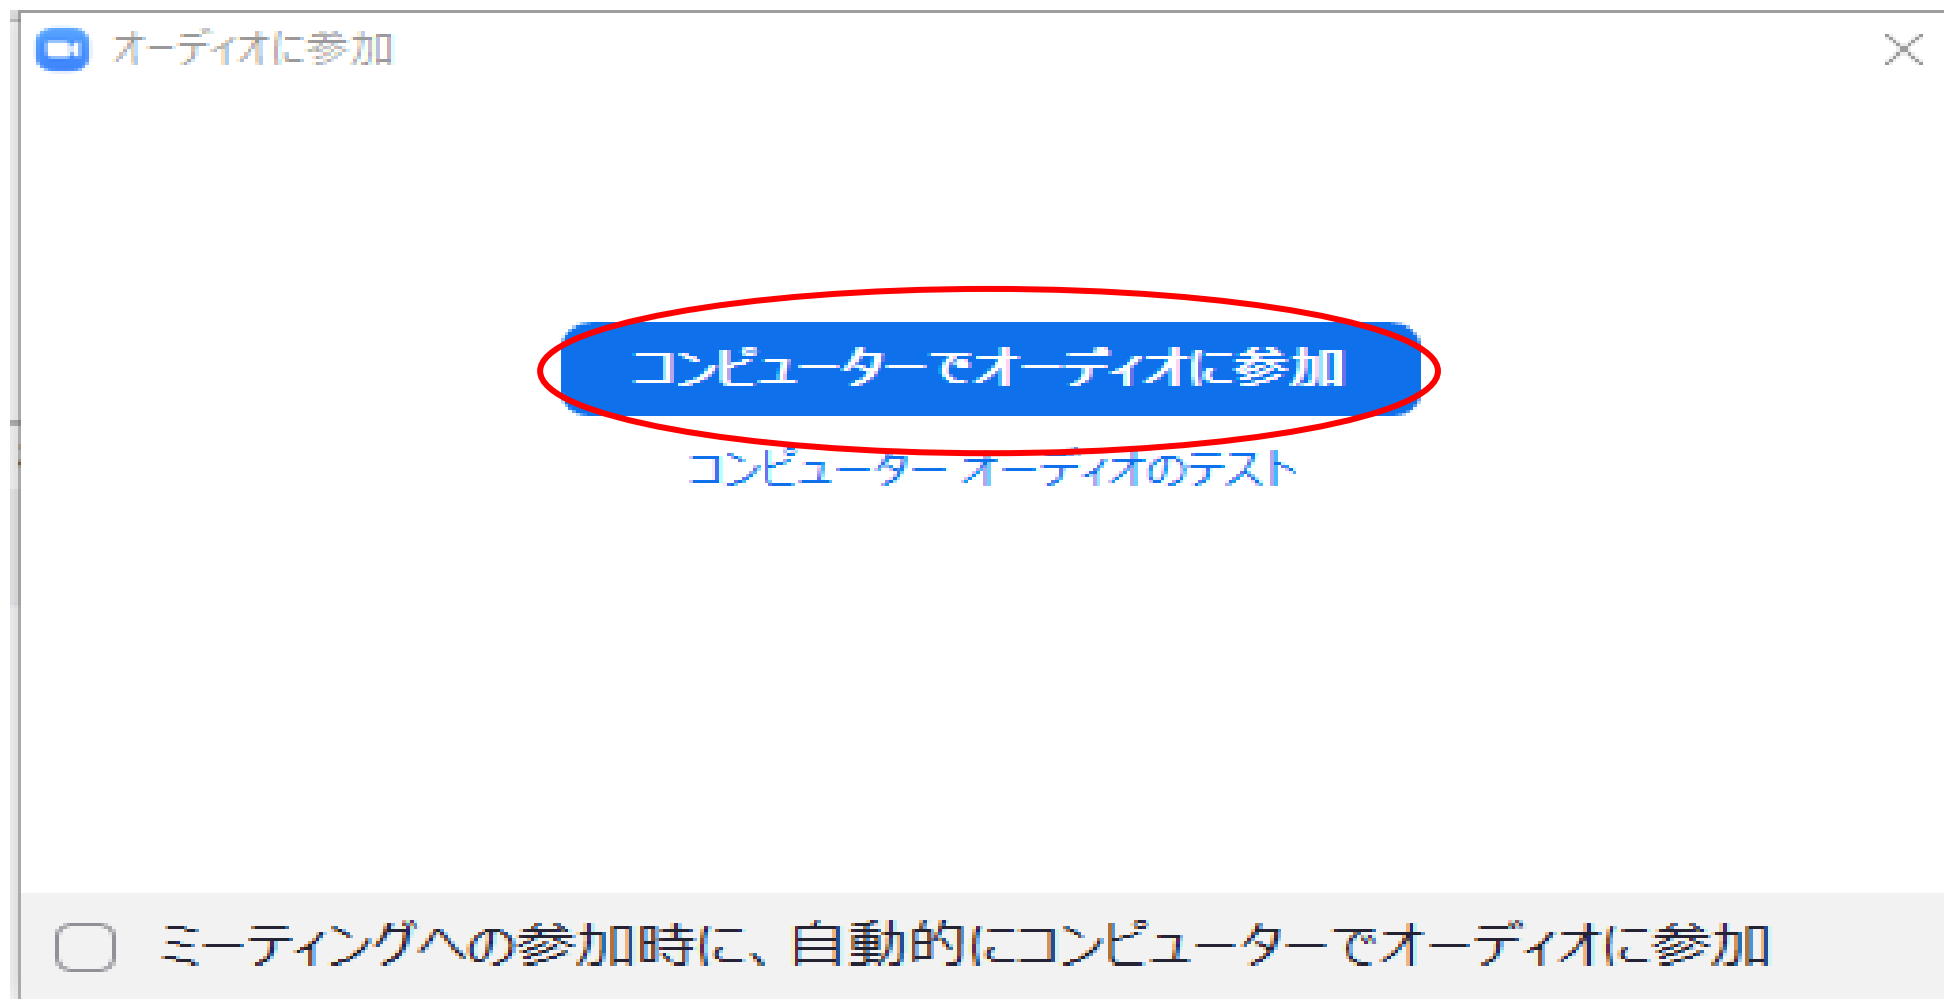 オーディオに参加
コンピューターでオーディオに参加
コンピューター オーディオのテスト
ミーティングへの参加時に、自動的にコンピューターでオーディオに参加